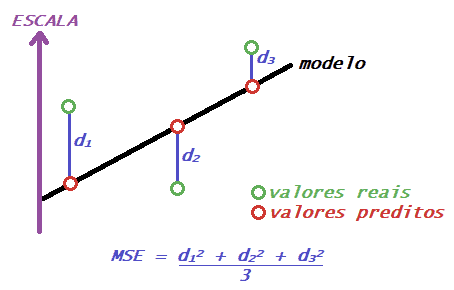 ESCALA
d₃
modelo
d₁
d₂
valores reais
valores preditos
MSE = d₁² + d₂² + d₃²
3